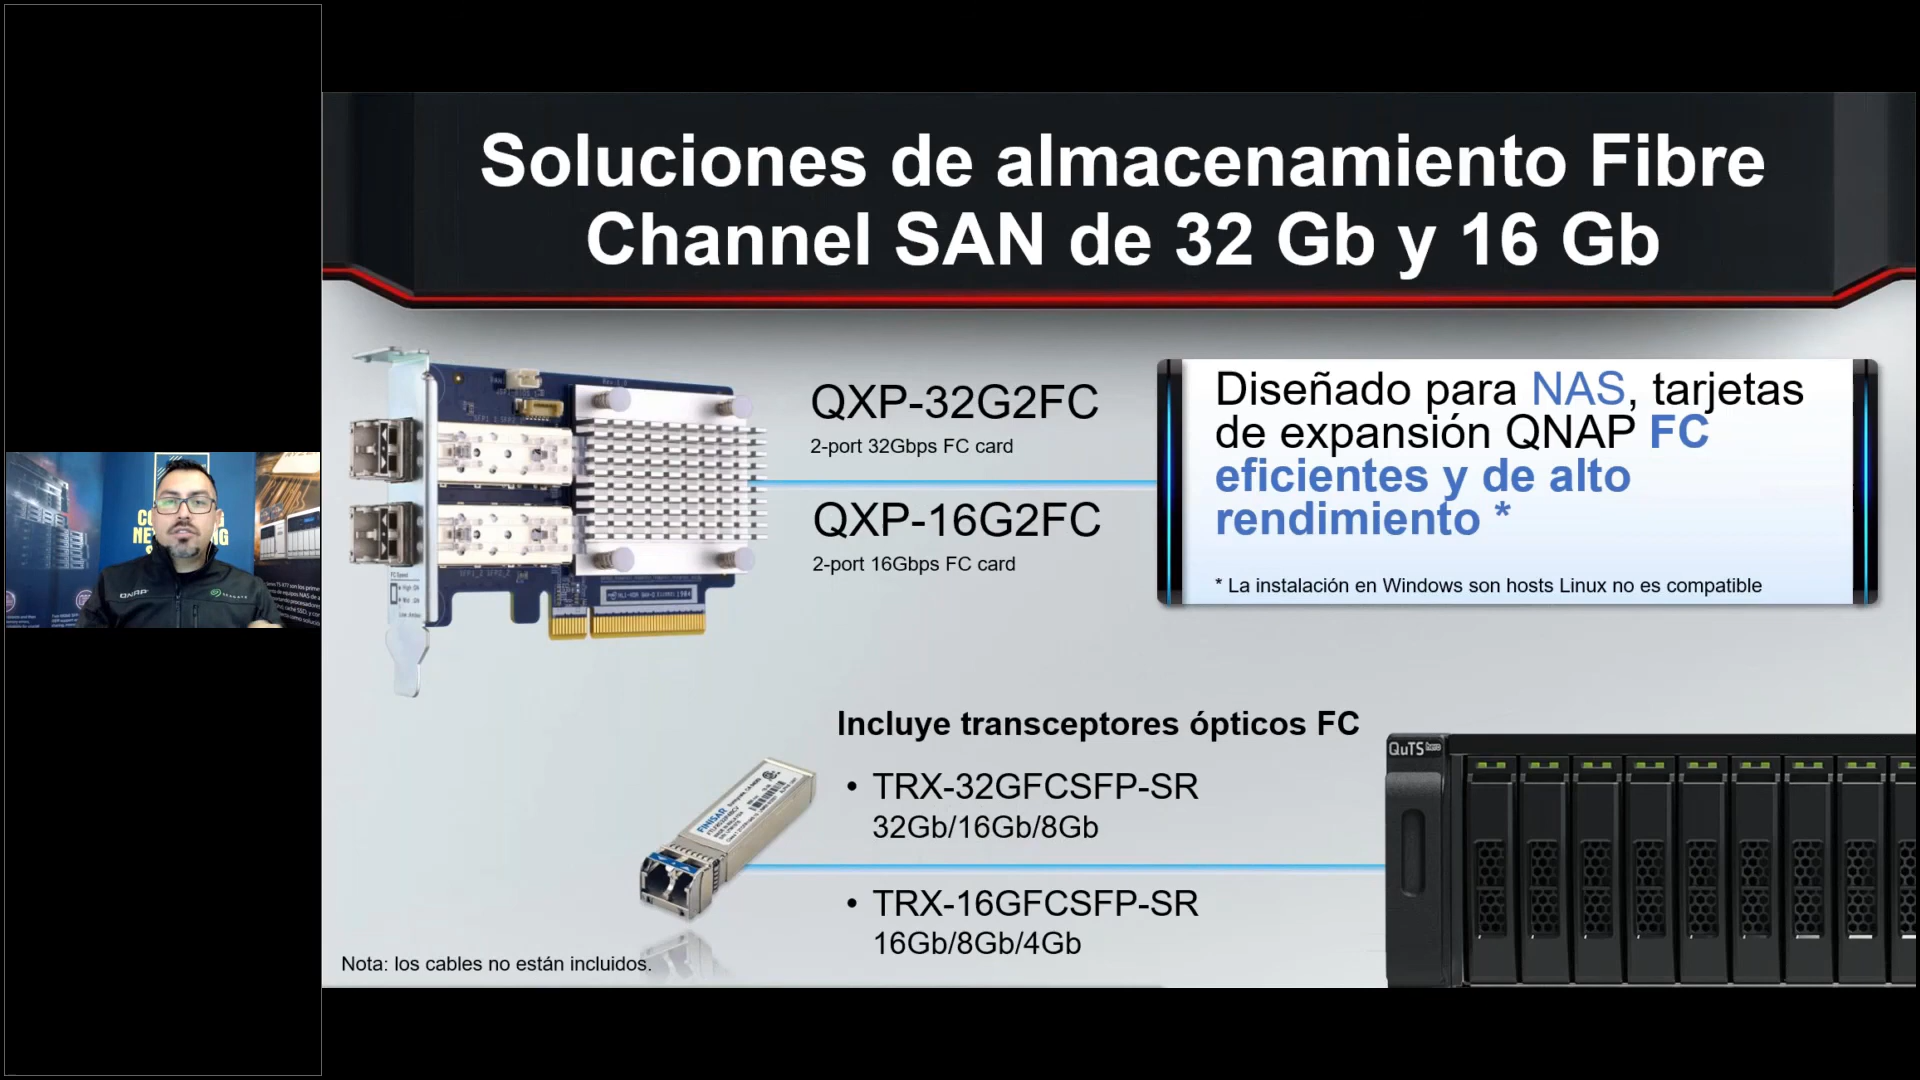 Soluciones de almacenamiento Fibre
Channel SAN de 32 Gb y 16 Gb
QXP-32G2FC
2-port 32Gbps FC card
QXP-16G2FC
2-port 16Gbps FC card
Diseñado para NAS, tarjetas
de expansión QNAP FC
eficientes y de alto
rendimiento *
* La instalación en Windows son hosts Linux no es compatible
Incluye transceptores ópticos FC
• TRX-32GFCSFP-SR
32Gb/16Gb/8Gb
• TRX-16GFCSFP-SR
16Gb/8Gb/4Gb
Nota: los cables no están incluidos.
QuTS
FINISAR
QNAP